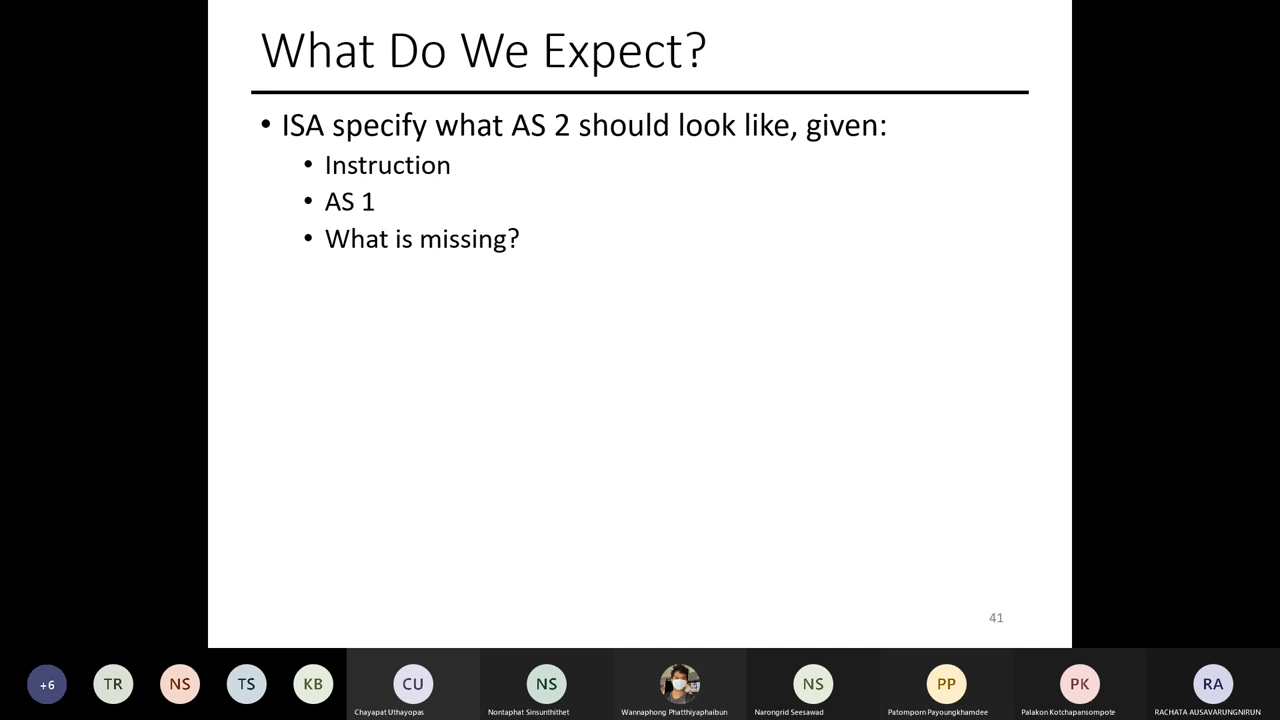 What Do We Expect?
• ISA specify what AS 2 should look like, given:
• Instruction
• AS 1
• What is missing?
41
+6
TR
NS
TS
KB
CU
NS
NS
PP
PK
RA
Chayapat Uthayopas
Nontaphat Sinsunthithet
Wannaphong Phatthiyaphaibun
Narongrid Seesawad
Patomporn Payoungkhamdee
Palakon Kotchapansompote
RACHATA AUSAVARUNGNIRUN